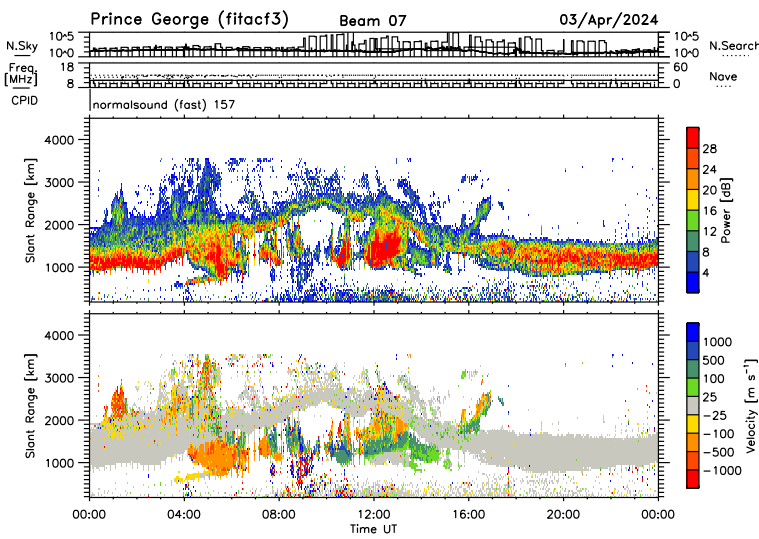 Prince George (fitacf3) Beam 07 03/Apr/2024
N.Sky 10^5 10^0 10^5 10^0 N.Search
Freq [MHz] 18 8 60 0 Nave
CPID normalsound (fast) 157
Slant Range [km] 4000 3000 2000 1000
28 24 20 16 12 8 4 Power [dB]
Slant Range [km] 4000 3000 2000 1000
1000 500 100 25 -25 -100 -500 -1000 Velocity [m s⁻¹]
00:00 04:00 08:00 12:00 16:00 20:00 00:00
Time UT